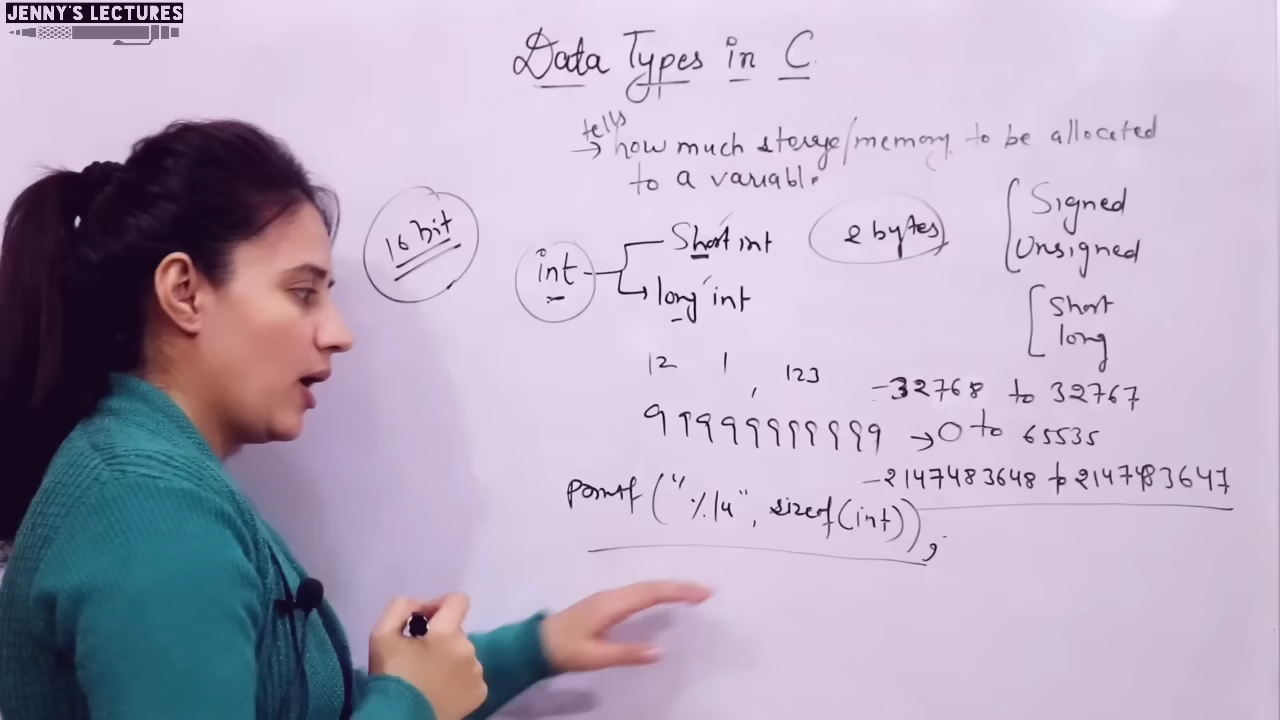 JENNY'S LECTURES
Data Types in C
tells
→ how much storage/memory to be allocated
to a variable
16 bit
int
Short int
long int
2 bytes
Signed
Unsigned
Short
long
12 1 , 123
-32768 to 32767
99999999999 → 0 to 65535
-2147483648 to 2147483647
printf ("%lu", sizeof(int));